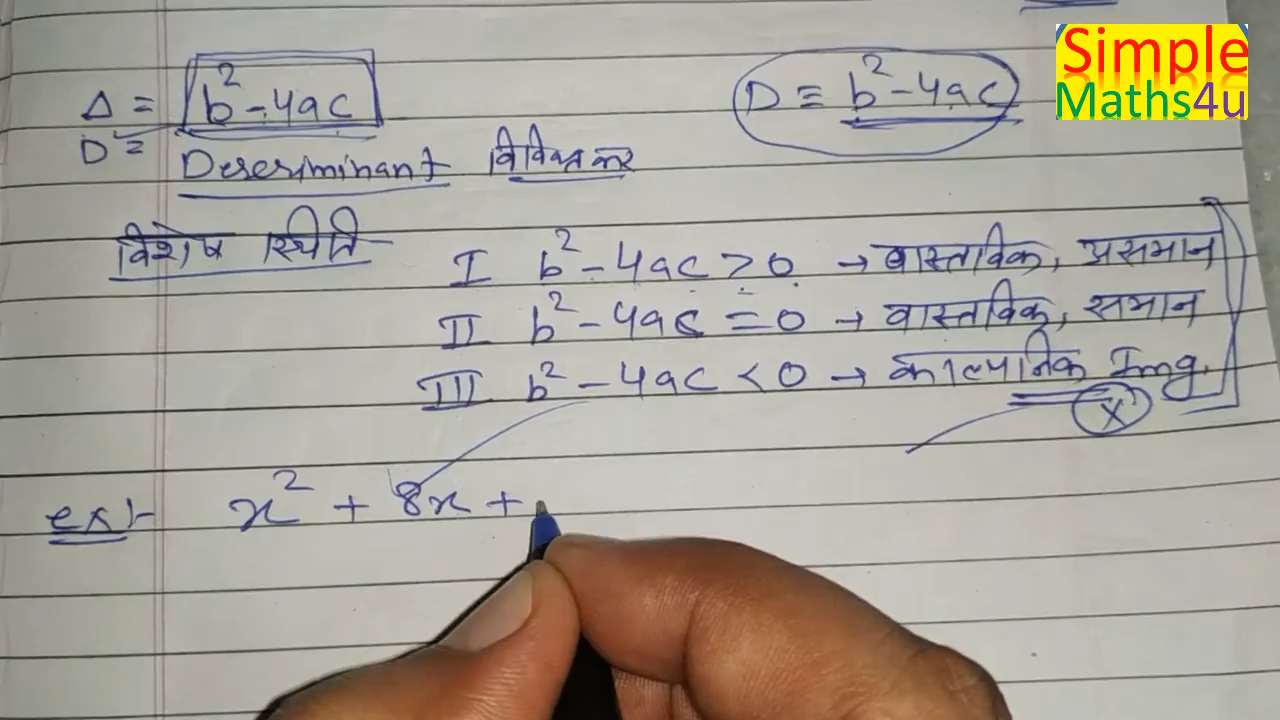 Simple
Maths4u
Δ = b² - 4ac
D = b² - 4ac
D =
Descriminant विविक्तकर
विशेष स्थिति
I b² - 4ac > 0 → वास्तविक, असमान
II b² - 4ac = 0 → वास्तविक, समान
III b² - 4ac < 0 → काल्पनिक Img.
X
ex:- x² + 8x +